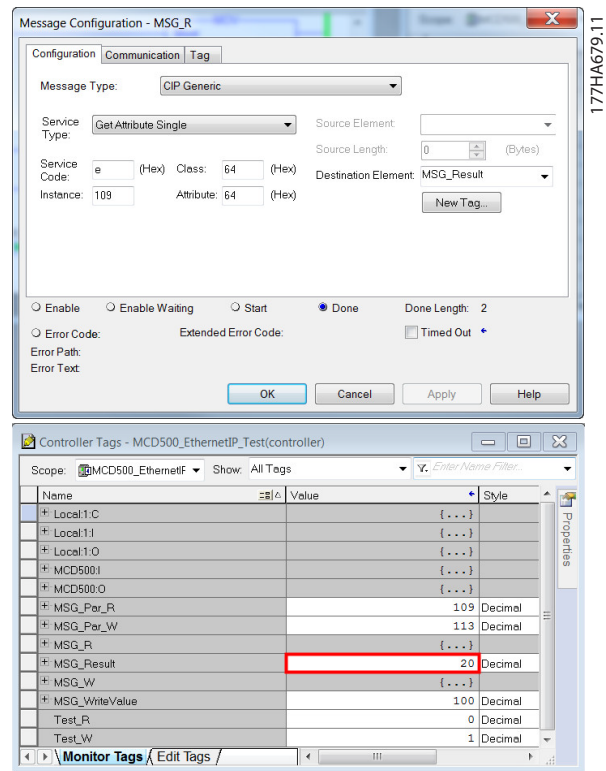 Message Configuration - MSG_R
177HA679.11
Configuration Communication Tag
Message Type: CIP Generic
Service Type: Get Attribute Single
Source Element:
Source Length: 0 (Bytes)
Service Code: e (Hex) Class: 64 (Hex)
Destination Element: MSG_Result
Instance: 109 Attribute: 64 (Hex)
New Tag...
Enable Enable Waiting Start Done Done Length: 2
Error Code: Extended Error Code: Timed Out
Error Path:
Error Text:
OK Cancel Apply Help
Controller Tags - MCD500_EthernetIP_Test(controller)
Scope: MCD500_EthernetIF Show: All Tags Enter Name Filter...
Name Value Style
Local:1:C {...}
Local:1:I {...}
Local:1:O {...}
MCD500:I {...}
MCD500:O {...}
MSG_Par_R 109 Decimal
MSG_Par_W 113 Decimal
MSG_R {...}
MSG_Result 20 Decimal
MSG_W {...}
MSG_WriteValue 100 Decimal
Test_R 0 Decimal
Test_W 1 Decimal
Monitor Tags Edit Tags
Properties